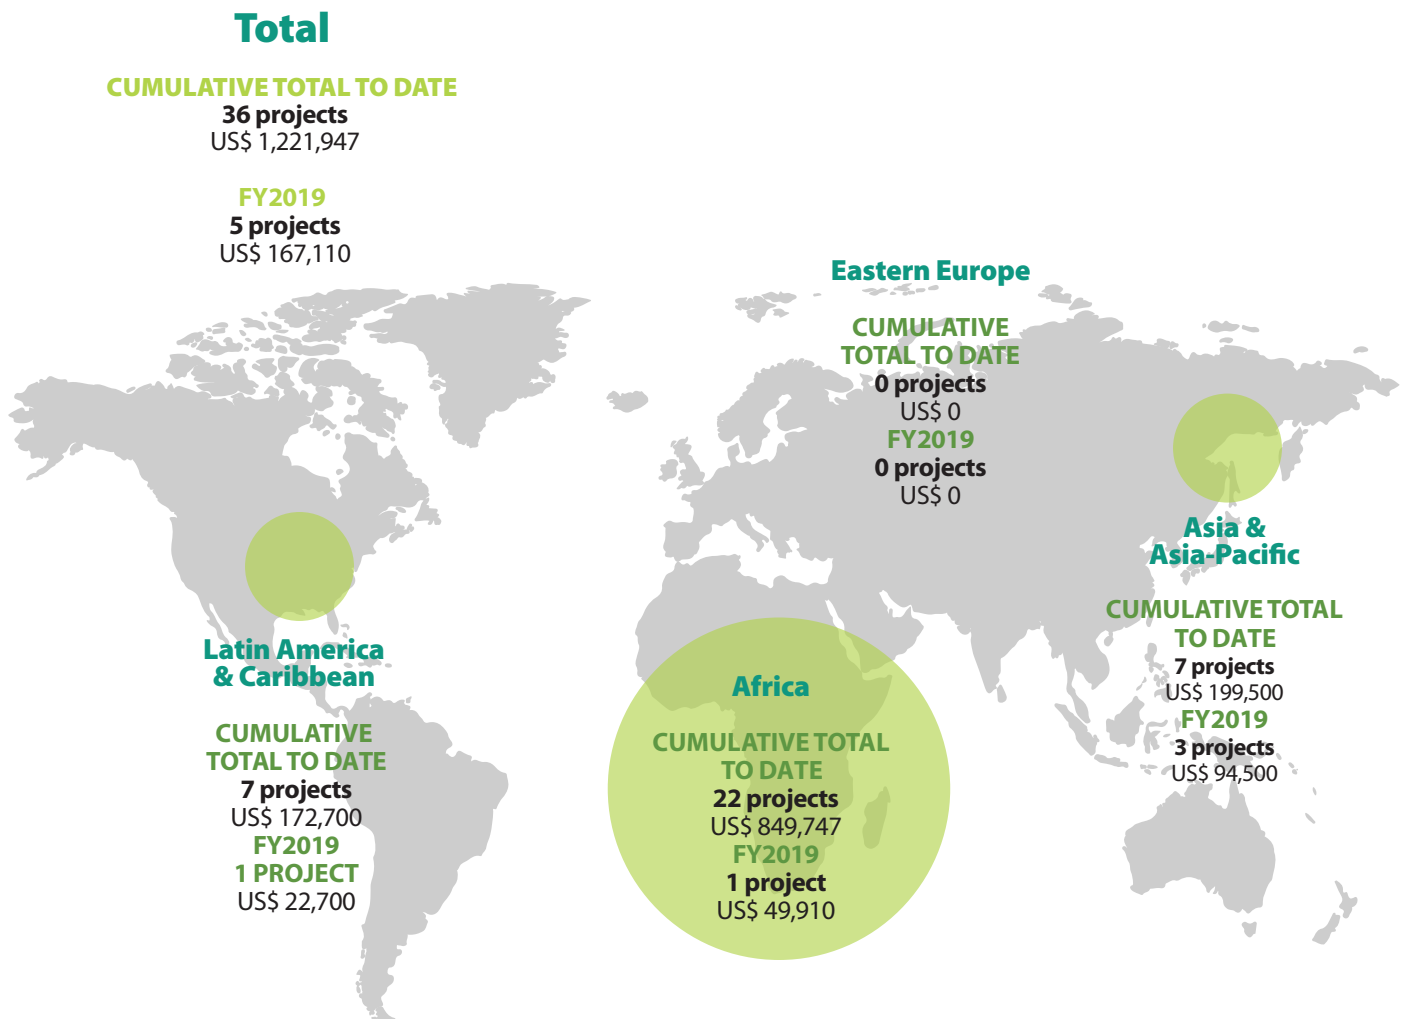 Total
CUMULATIVE TOTAL TO DATE
36 projects
US$ 1,221,947
FY2019
5 projects
US$ 167,110
Eastern Europe
CUMULATIVE
TOTAL TO DATE
0 projects
US$ 0
FY2019
0 projects
US$ 0
Asia &
Asia-Pacific
CUMULATIVE TOTAL
TO DATE
7 projects
US$ 199,500
FY2019
3 projects
US$ 94,500
Latin America
& Caribbean
CUMULATIVE
TOTAL TO DATE
7 projects
US$ 172,700
FY2019
1 PROJECT
US$ 22,700
Africa
CUMULATIVE TOTAL
TO DATE
22 projects
US$ 849,747
FY2019
1 project
US$ 49,910